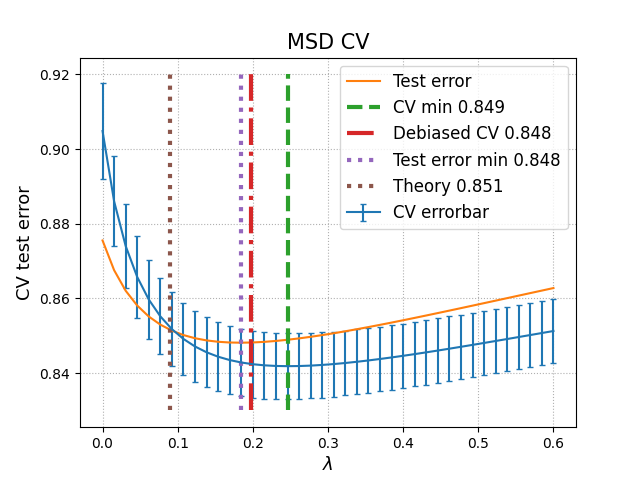 MSD CV
Test error
CV min 0.849
Debiased CV 0.848
Test error min 0.848
Theory 0.851
CV errorbar
CV test error
0.92
0.90
0.88
0.86
0.84
0.0 0.1 0.2 0.3 0.4 0.5 0.6
λ